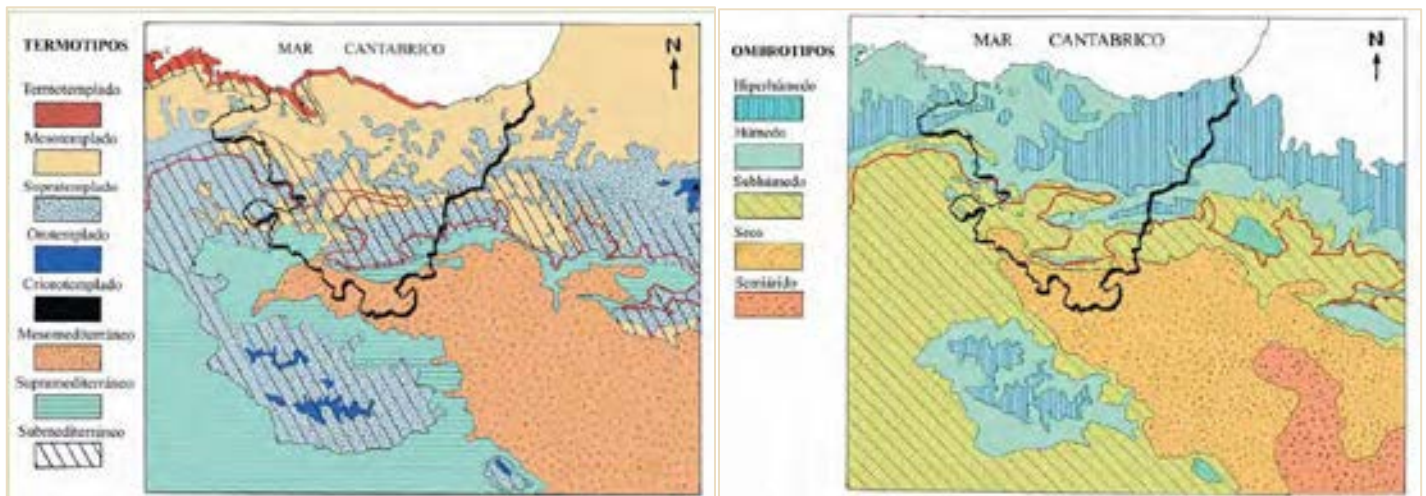 TERMOTIPOS
Termotemplado
Mesotemplado
Supratemplado
Orotemplado
Criorotemplado
Mesomediterráneo
Supramediterráneo
Submediterráneo
MAR CANTABRICO
N
OMBROTIPOS
Hiperhúmedo
Húmedo
Subhúmedo
Seco
Semiárido
MAR CANTABRICO
N